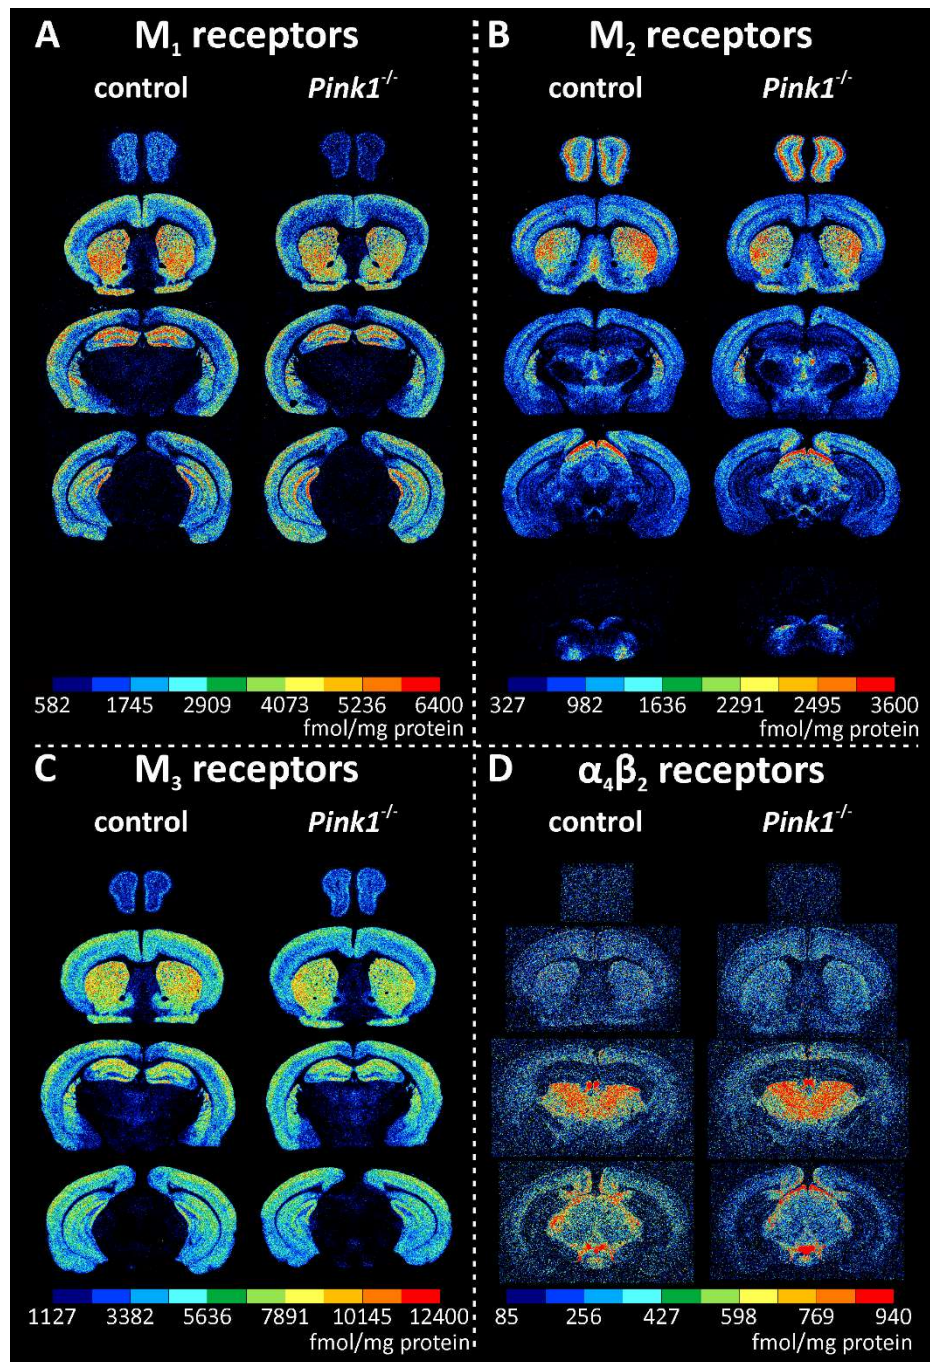 A M₁ receptors
control Pink1⁻/⁻
582 1745 2909 4073 5236 6400
fmol/mg protein
B M₂ receptors
control Pink1⁻/⁻
327 982 1636 2291 2495 3600
fmol/mg protein
C M₃ receptors
control Pink1⁻/⁻
1127 3382 5636 7891 10145 12400
fmol/mg protein
D α₄β₂ receptors
control Pink1⁻/⁻
85 256 427 598 769 940
fmol/mg protein